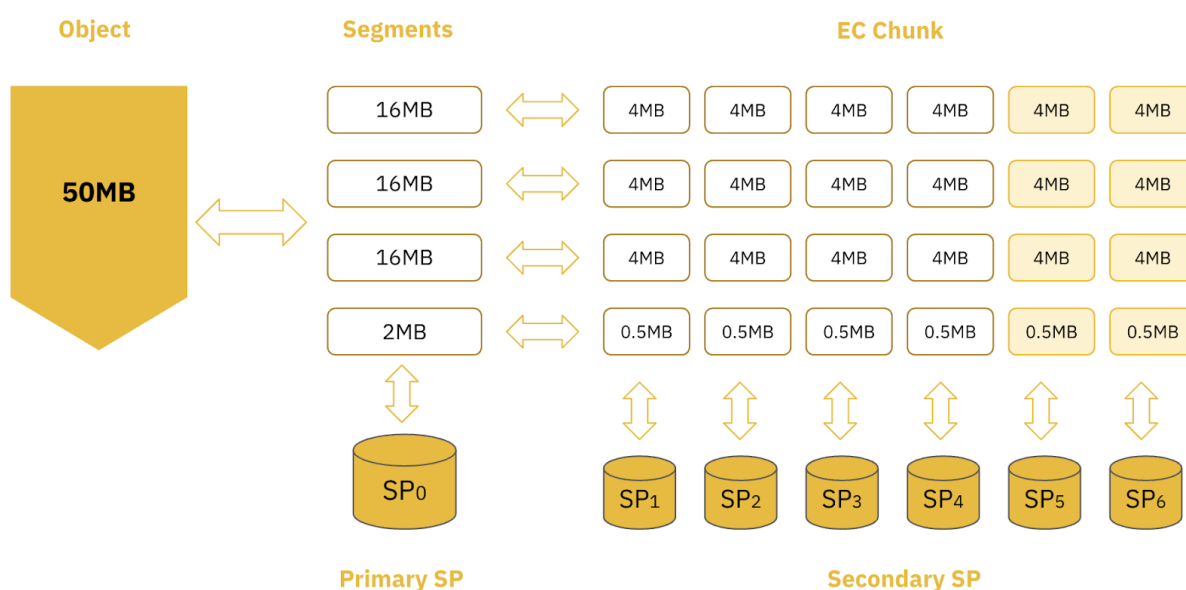 Object Segments EC Chunk
16MB 4MB 4MB 4MB 4MB 4MB 4MB
50MB
16MB 4MB 4MB 4MB 4MB 4MB 4MB
16MB 4MB 4MB 4MB 4MB 4MB 4MB
2MB 0.5MB 0.5MB 0.5MB 0.5MB 0.5MB 0.5MB
SP0 SP1 SP2 SP3 SP4 SP5 SP6
Primary SP Secondary SP